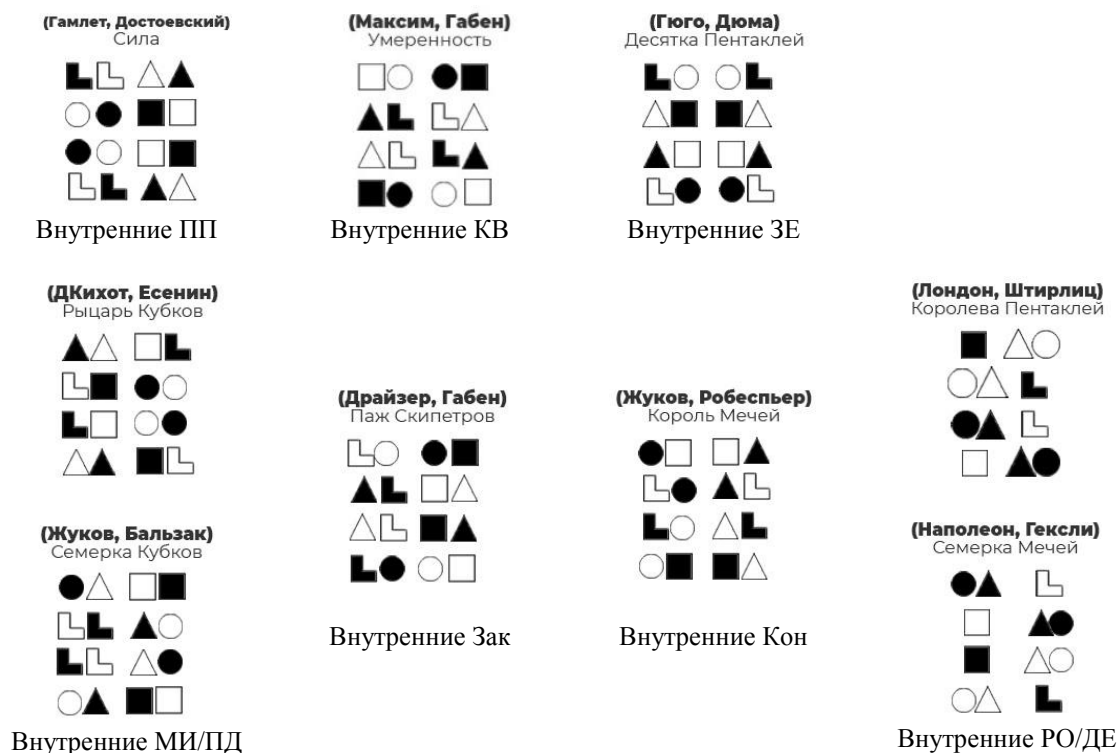 (Гамлет, Достоевский)
Сила
Внутренние ПП
(Максим, Габен)
Умеренность
Внутренние КВ
(Гюго, Дюма)
Десятка Пентаклей
Внутренние ЗЕ
(ДКихот, Есенин)
Рыцарь Кубков
(Жуков, Бальзак)
Семерка Кубков
Внутренние МИ/ПД
(Драйзер, Габен)
Паж Скипетров
Внутренние Зак
(Жуков, Робеспьер)
Король Мечей
Внутренние Кон
(Лондон, Штирлиц)
Королева Пентаклей
(Наполеон, Гексли)
Семерка Мечей
Внутренние РО/ДЕ